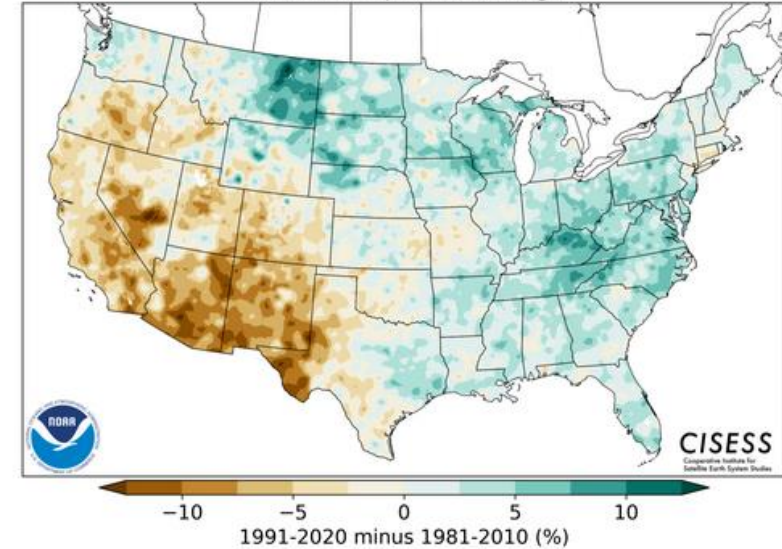 NOAA
CISESS
Cooperative Institute for
Satellite Earth System Studies
−10 −5 0 5 10
1991-2020 minus 1981-2010 (%)